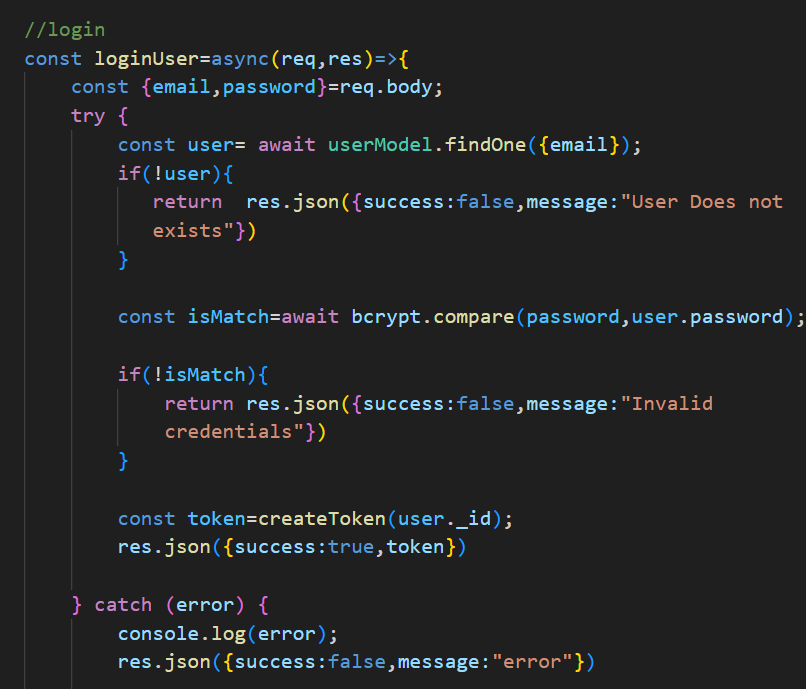 //login
const loginUser=async(req,res)=>{
    const {email,password}=req.body;
    try {
        const user= await userModel.findOne({email});
        if(!user){
           return  res.json({success:false,message:"User Does not
           exists"})
        }
        const isMatch=await bcrypt.compare(password,user.password);
        if(!isMatch){
            return res.json({success:false,message:"Invalid
            credentials"})
        }
        const token=createToken(user._id);
        res.json({success:true,token})
    } catch (error) {
        console.log(error);
        res.json({success:false,message:"error"})